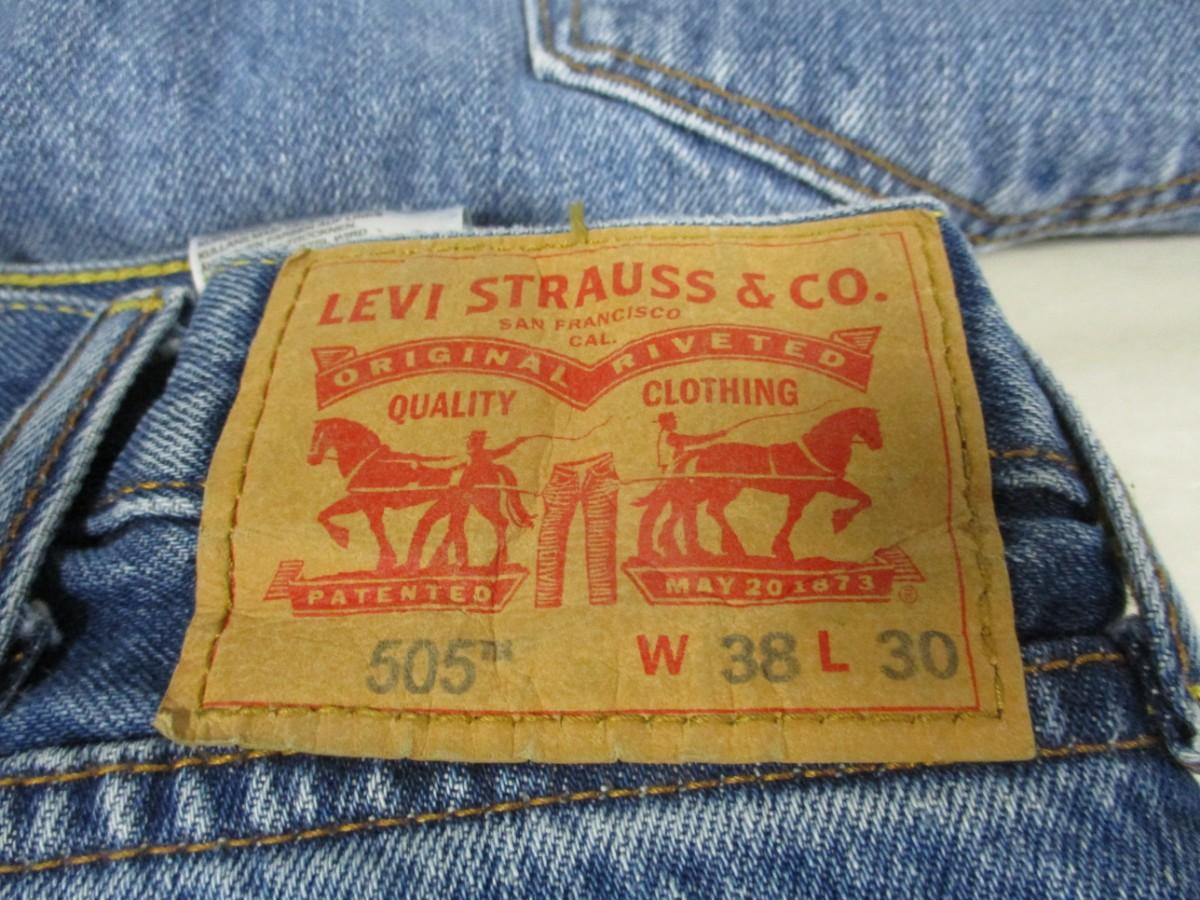 LEVI STRAUSS & CO.
SAN FRANCISCO
CAL.
ORIGINAL RIVETED
QUALITY CLOTHING
PATENTED MAY 20 1873 ®
505™ W 38 L 30